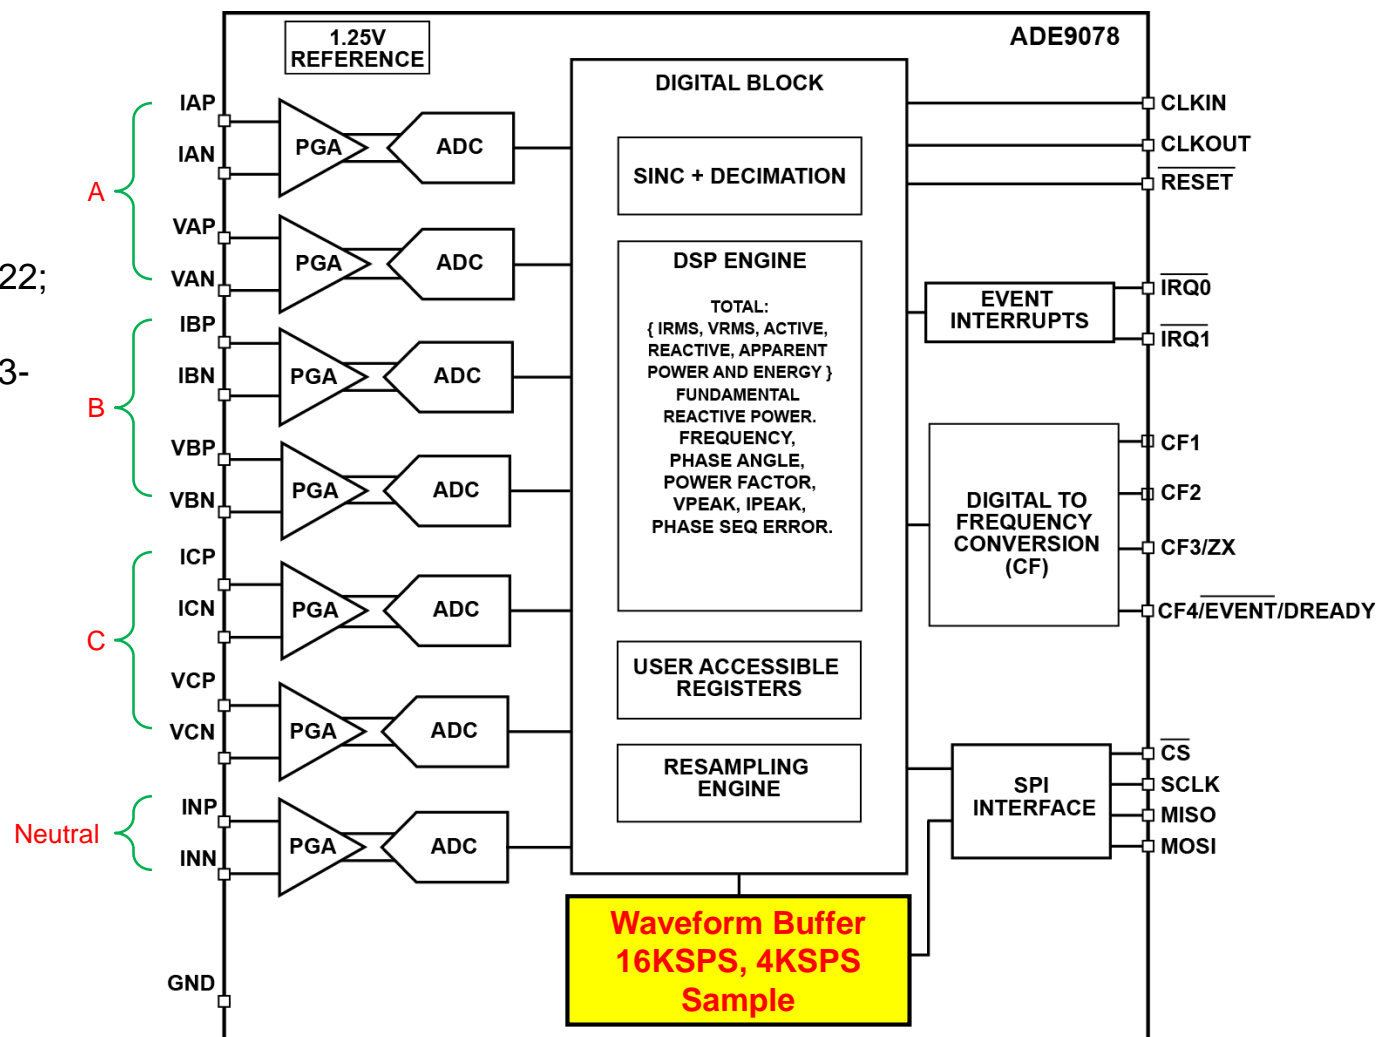 1.25V
REFERENCE
ADE9078
22;
3-
A
B
C
Neutral
IAP
IAN
VAP
VAN
IBP
IBN
VBP
VBN
ICP
ICN
VCP
VCN
INP
INN
GND
PGA
ADC
PGA
ADC
PGA
ADC
PGA
ADC
PGA
ADC
PGA
ADC
PGA
ADC
DIGITAL BLOCK
SINC + DECIMATION
DSP ENGINE
TOTAL:
{ IRMS, VRMS, ACTIVE,
REACTIVE, APPARENT
POWER AND ENERGY }
FUNDAMENTAL
REACTIVE POWER.
FREQUENCY,
PHASE ANGLE,
POWER FACTOR,
VPEAK, IPEAK,
PHASE SEQ ERROR.
USER ACCESSIBLE
REGISTERS
RESAMPLING
ENGINE
Waveform Buffer
16KSPS, 4KSPS
Sample
EVENT
INTERRUPTS
DIGITAL TO
FREQUENCY
CONVERSION
(CF)
SPI
INTERFACE
CLKIN
CLKOUT
RESET
IRQ0
IRQ1
CF1
CF2
CF3/ZX
CF4/EVENT/DREADY
CS
SCLK
MISO
MOSI